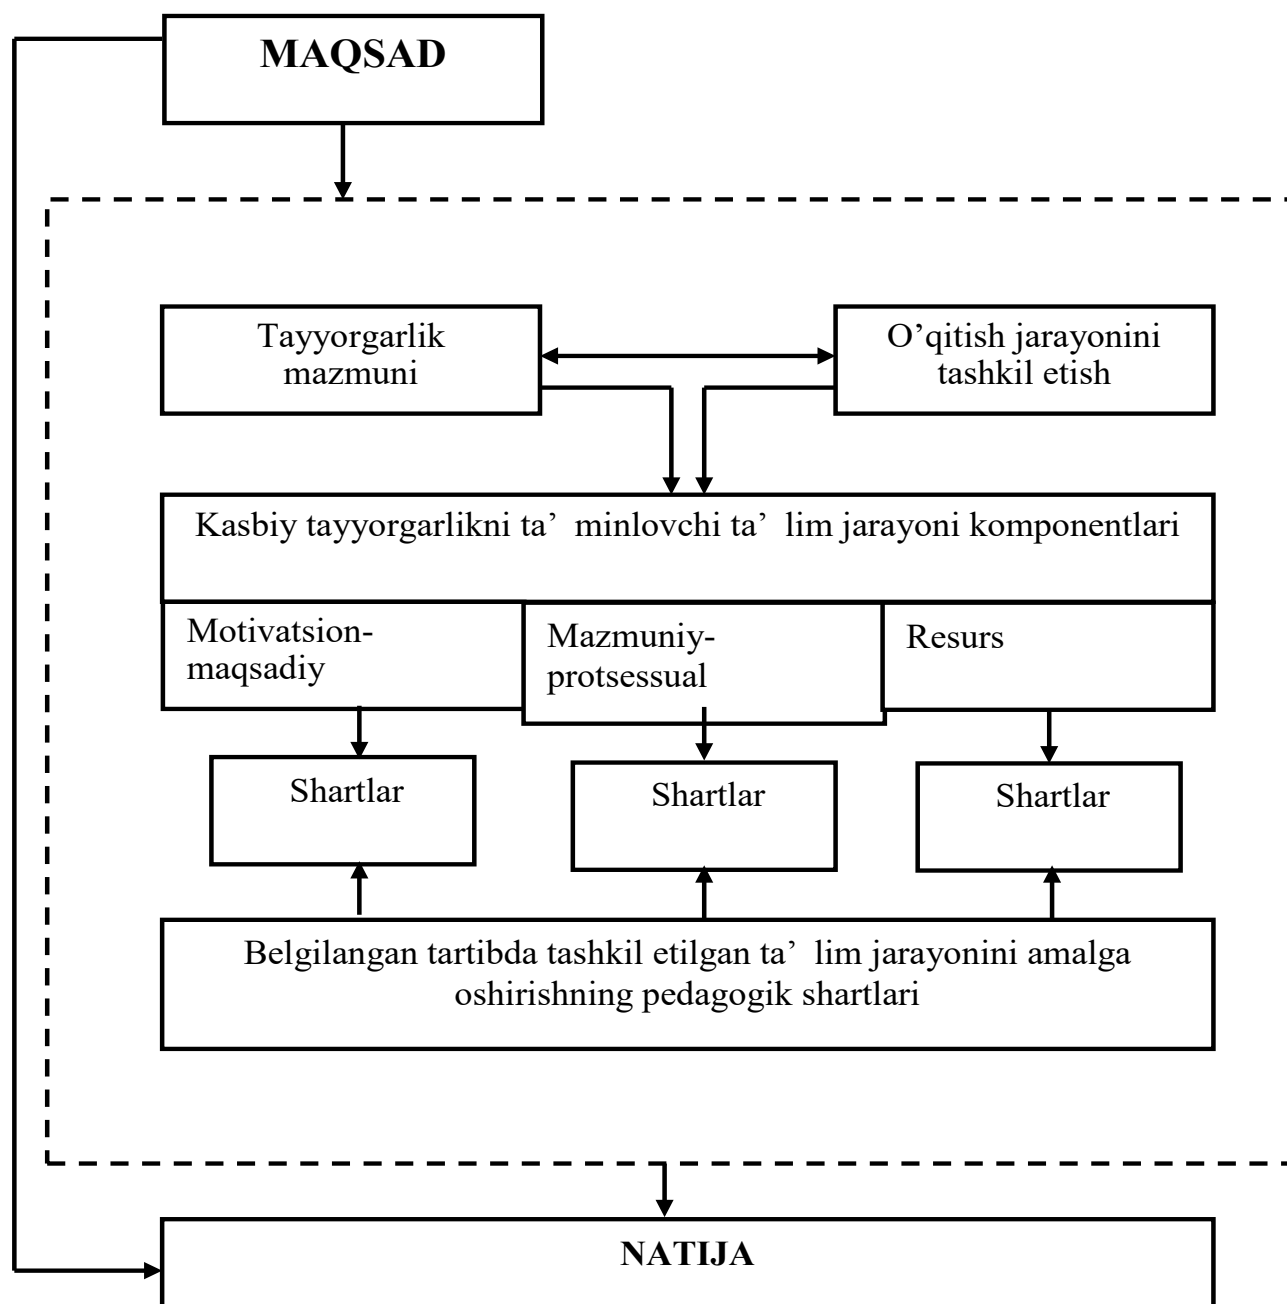 MAQSAD
Tayyorgarlik
mazmuni
O’qitish jarayonini
tashkil etish
Kasbiy tayyorgarlikni ta’ minlovchi ta’ lim jarayoni komponentlari
Motivatsion-
maqsadiy
Mazmuniy-
protsessual
Resurs
Shartlar
Shartlar
Shartlar
Belgilangan tartibda tashkil etilgan ta’ lim jarayonini amalga
oshirishning pedagogik shartlari
NATIJA